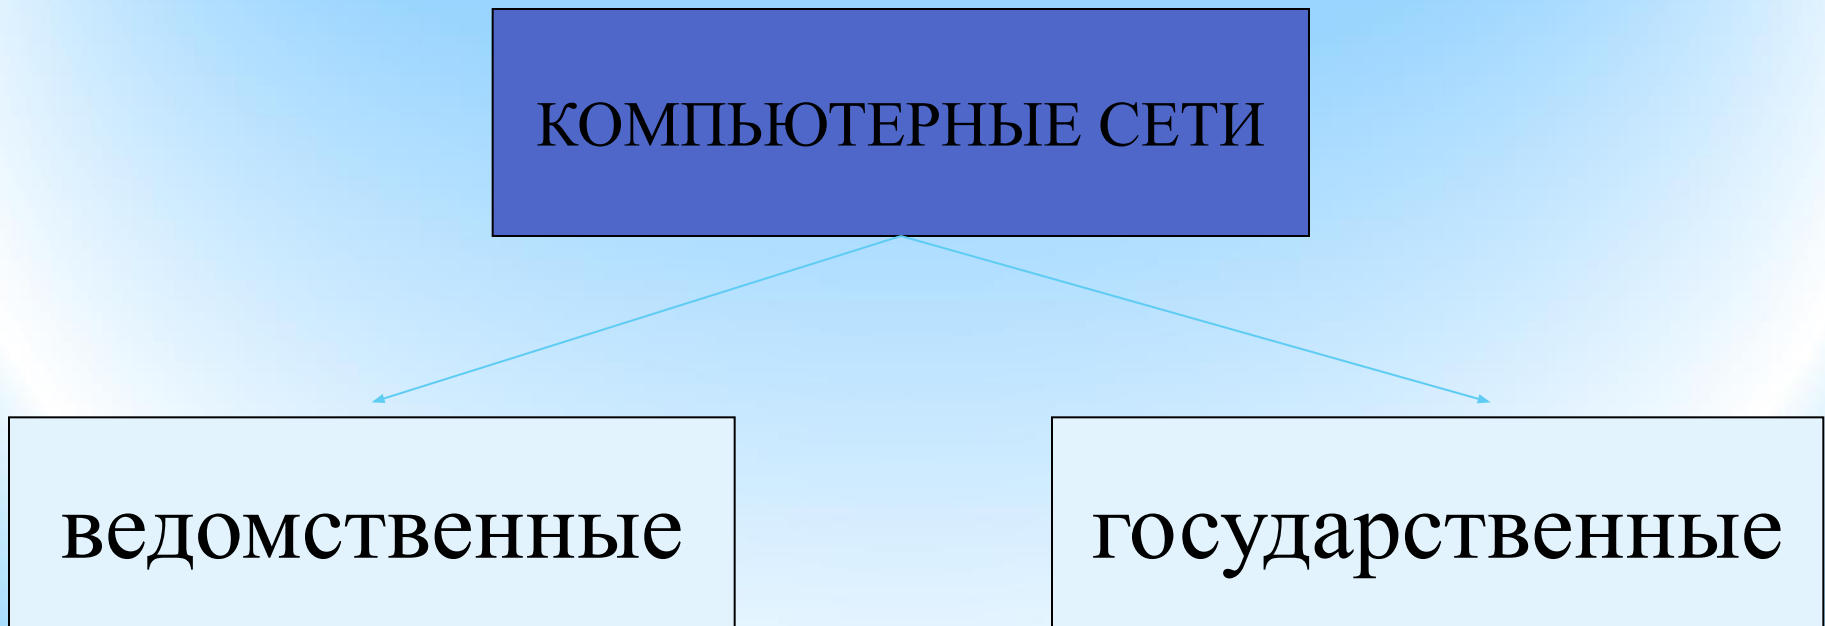 КОМПЬЮТЕРНЫЕ СЕТИ
ведомственные
государственные